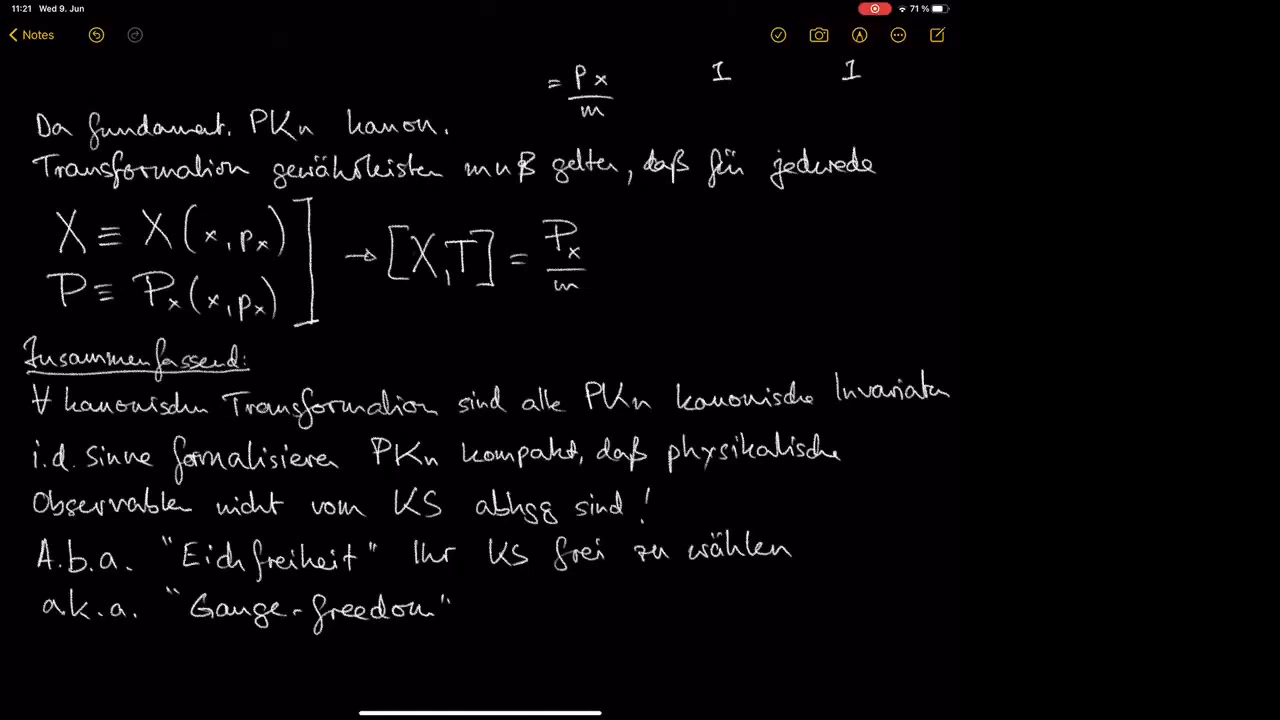 11:21 Wed 9. Jun
71 %
Notes
= Px/m 1 1
Da fundament. PKn kanon.
Transformation gewährleisten muß gelten, daß für jedwede
X ≡ X(x, px)
P ≡ Px(x, px)
→ [X, T] = Px/m
Zusammenfassend:
∀ kanonischen Transformation sind alle PKn kanonische Invarianten
i.d. Sinne formalisieren PKn kompakt, daß physikalische
Observablen nicht vom KS abhgg sind!
A.b.a. "Eichfreiheit" Ihr KS frei zu wählen
a.k.a. "Gauge-freedom"